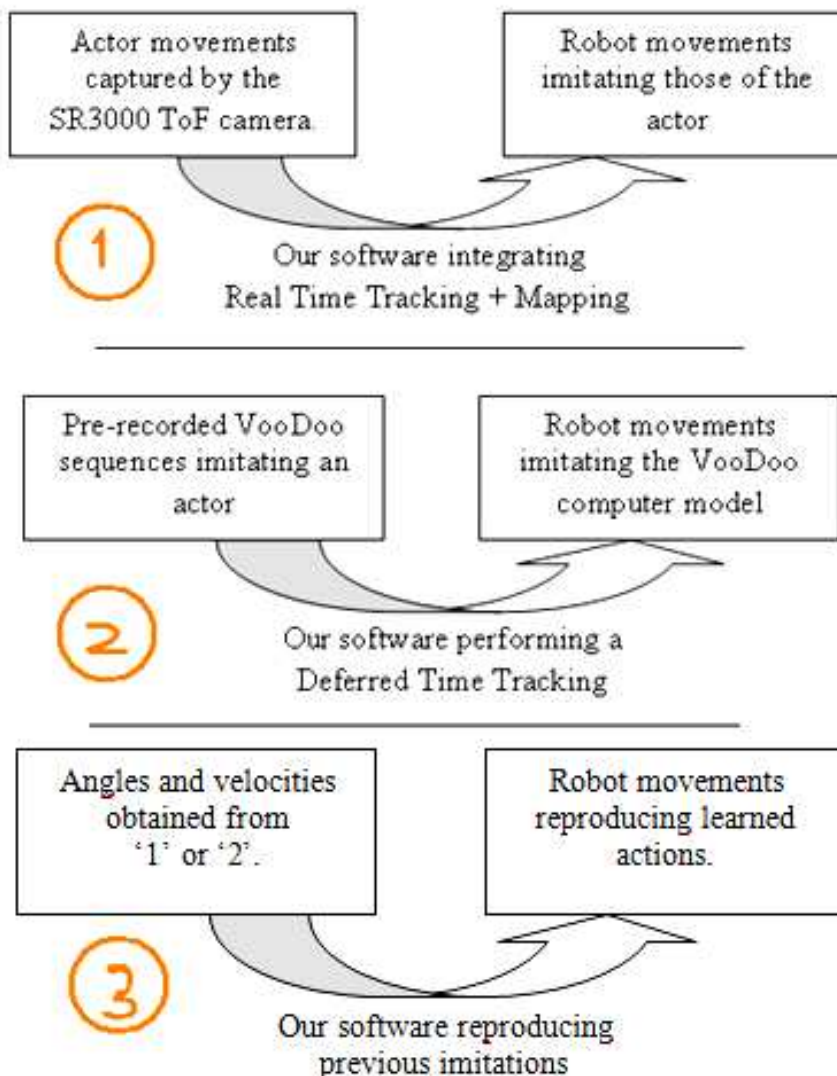 Actor movements
captured by the
SR3000 ToF camera.
Robot movements
imitating those of the
actor
1
Our software integrating
Real Time Tracking + Mapping
Pre-recorded VooDoo
sequences imitating an
actor
Robot movements
imitating the VooDoo
computer model
2
Our software performing a
Deferred Time Tracking
Angles and velocities
obtained from
‘1’ or ‘2’.
Robot movements
reproducing learned
actions.
3
Our software reproducing
previous imitations